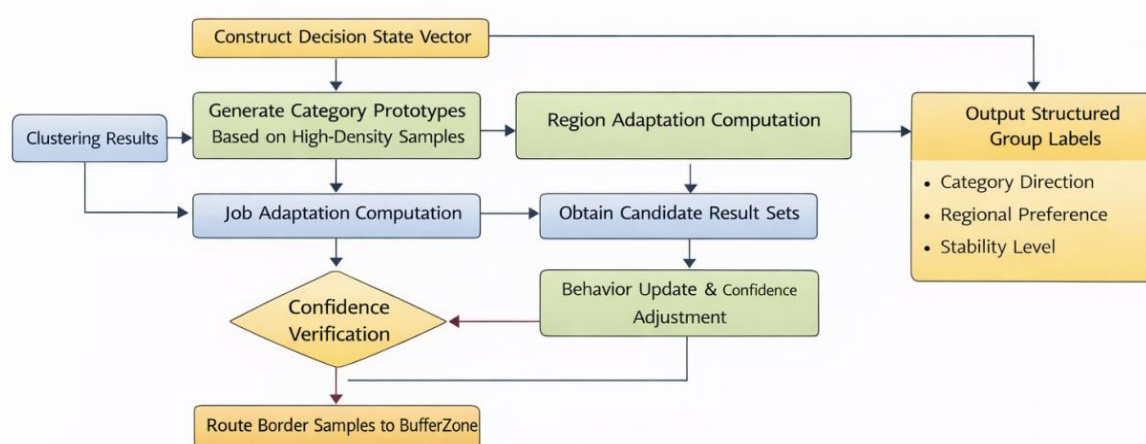 Construct Decision State Vector
Clustering Results
Generate Category Prototypes
Based on High-Density Samples
Region Adaptation Computation
Output Structured
Group Labels
• Category Direction
• Regional Preference
• Stability Level
Job Adaptation Computation
Obtain Candidate Result Sets
Confidence
Verification
Behavior Update & Confidence
Adjustment
Route Border Samples to BufferZone